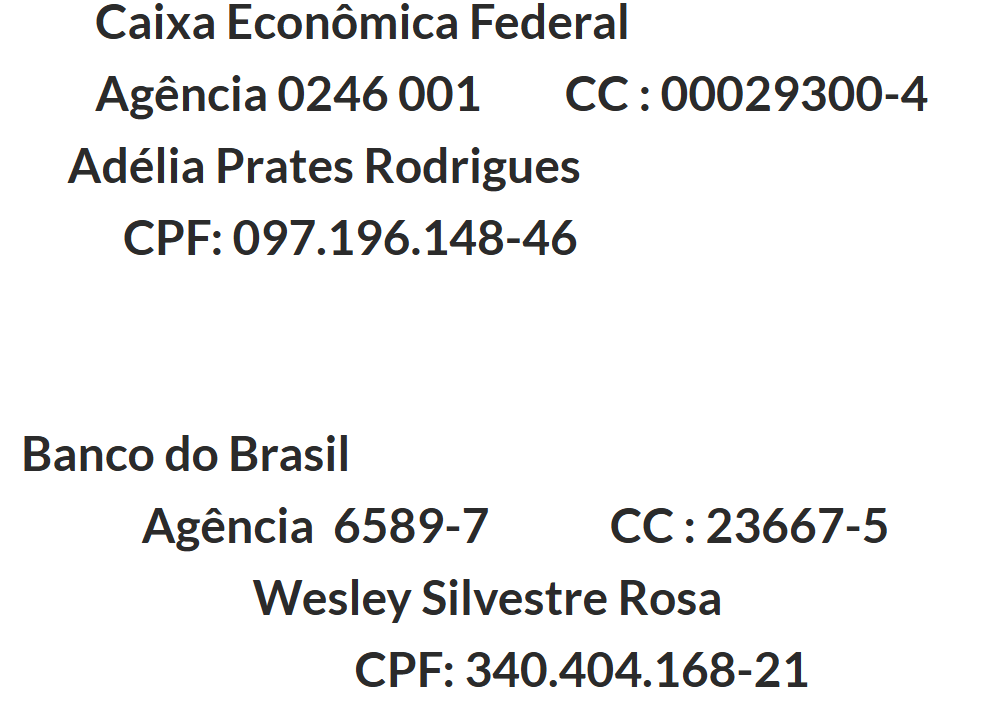 Caixa Econômica Federal
Agência 0246 001 CC : 00029300-4
Adélia Prates Rodrigues
CPF: 097.196.148-46
Banco do Brasil
Agência 6589-7 CC : 23667-5
Wesley Silvestre Rosa
CPF: 340.404.168-21